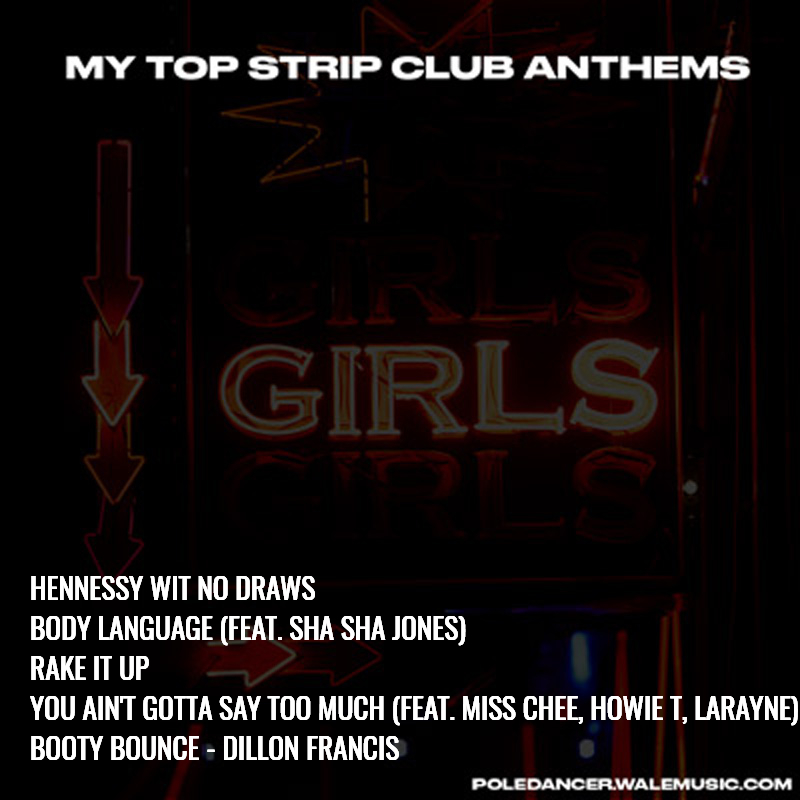 MY TOP STRIP CLUB ANTHEMS
GIRLS
GIRLS
GIRLS
HENNESSY WIT NO DRAWS
BODY LANGUAGE (FEAT. SHA SHA JONES)
RAKE IT UP
YOU AIN'T GOTTA SAY TOO MUCH (FEAT. MISS CHEE, HOWIE T, LARAYNE)
BOOTY BOUNCE - DILLON FRANCIS
POLEDANCER.WALEMUSIC.COM